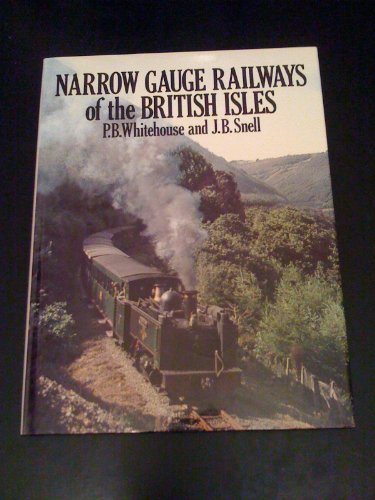 NARROW GAUGE RAILWAYS
of the BRITISH ISLES
P.B.Whitehouse and J.B.Snell